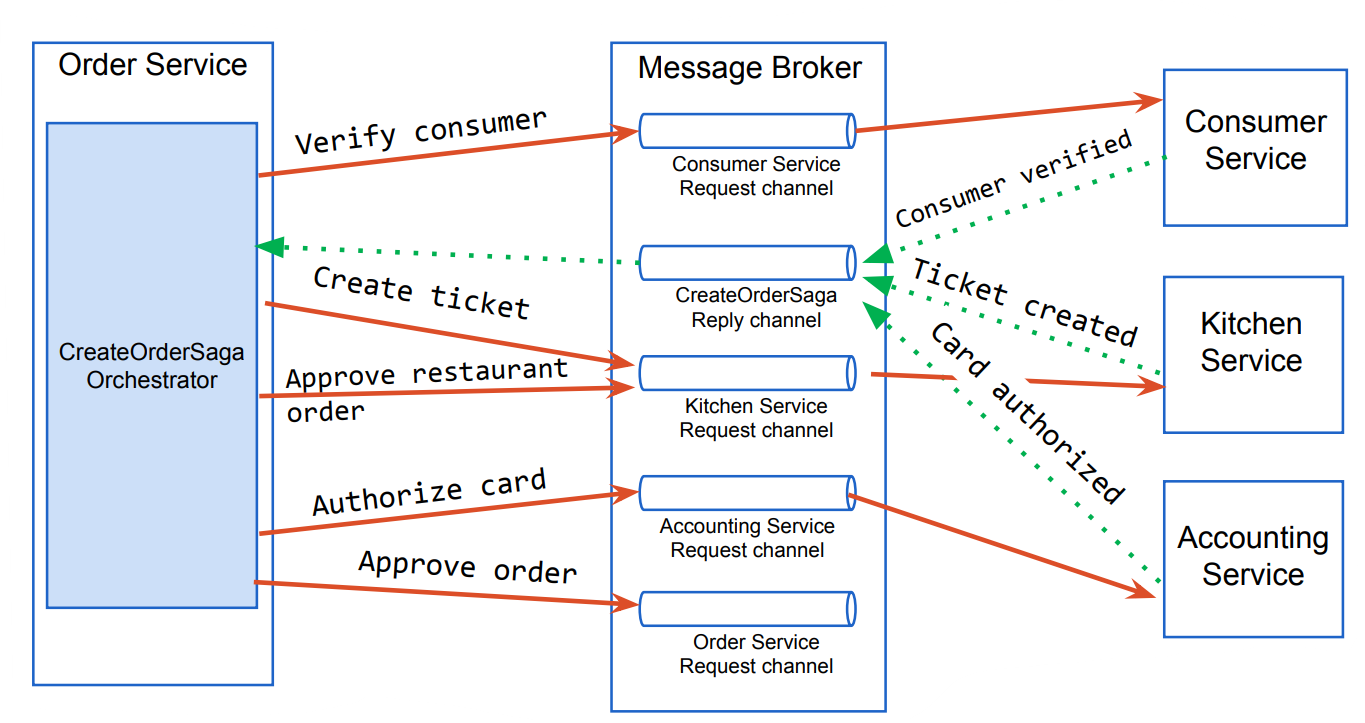 Order Service
CreateOrderSaga
Orchestrator
Verify consumer
Create ticket
Approve restaurant
order
Authorize card
Approve order
Message Broker
Consumer Service
Request channel
CreateOrderSaga
Reply channel
Kitchen Service
Request channel
Accounting Service
Request channel
Order Service
Request channel
Consumer verified
Ticket created
Card authorized
Consumer
Service
Kitchen
Service
Accounting
Service